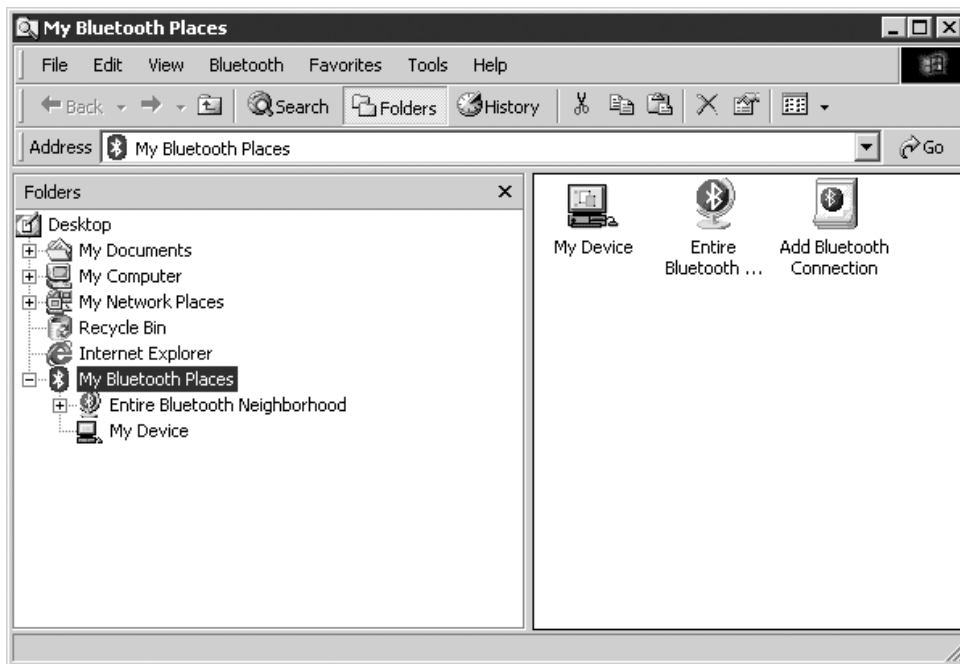 My Bluetooth Places
File Edit View Bluetooth Favorites Tools Help
Back Search Folders History
Address My Bluetooth Places Go
Folders
Desktop
My Documents
My Computer
My Network Places
Recycle Bin
Internet Explorer
My Bluetooth Places
Entire Bluetooth Neighborhood
My Device
My Device
Entire
Bluetooth ...
Add Bluetooth
Connection